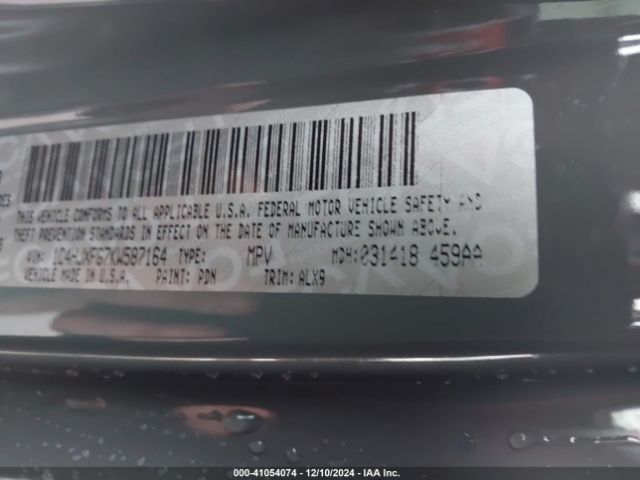 THIS VEHICLE CONFORMS TO ALL APPLICABLE U.S.A. FEDERAL MOTOR VEHICLE SAFETY AND
THEFT PREVENTION STANDARDS IN EFFECT ON THE DATE OF MANUFACTURE SHOWN ABOVE.
VIN: 1C4HJXFG7KW587164 TYPE: MPV MDH: 031418 459AA
VEHICLE MADE IN U.S.A. PAINT: PDN TRIM: ALX9
000-41054074 / 12/10/2024 - IAA Inc.